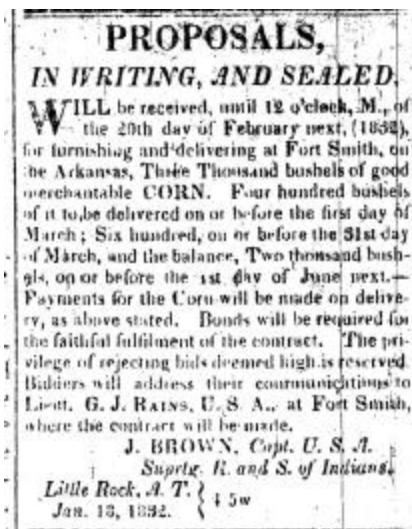 PROPOSALS,
IN WRITING, AND SEALED,
WILL be received, until 12 o'clock, M., of
the 20th day of February next, (1832),
for furnishing and delivering at Fort Smith, on
the Arkansas, Three Thousand bushels of good
merchantable CORN. Four hundred bushels
of it to be delivered on or before the first day of
March; Six hundred, on or before the 31st day
of March, and the balance, Two thousand bush-
els, on or before the 1st day of June next.—
Payments for the Corn will be made on delive-
ry, as above stated. Bonds will be required for
the faithful fulfilment of the contract. The pri-
vilege of rejecting bids deemed high is reserved
Bidders will address their communications to
Lieut. G. J. RAINS, U. S. A., at Fort Smith,
where the contract will be made.
J. BROWN, Capt. U. S. A.
Suprtg. R. and S. of Indians.
Little Rock, A. T.
Jan. 18, 1832. 4 5w